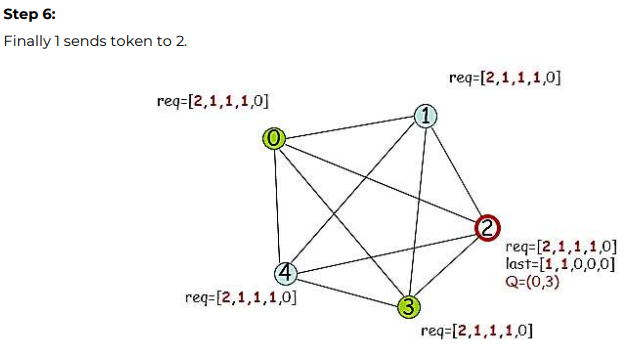 Step 6:
Finally 1 sends token to 2.
req=[2,1,1,1,0]
req=[2,1,1,1,0]
1
0
2
req=[2,1,1,1,0]
last=[1,1,0,0,0]
Q=(0,3)
4
req=[2,1,1,1,0]
3
req=[2,1,1,1,0]